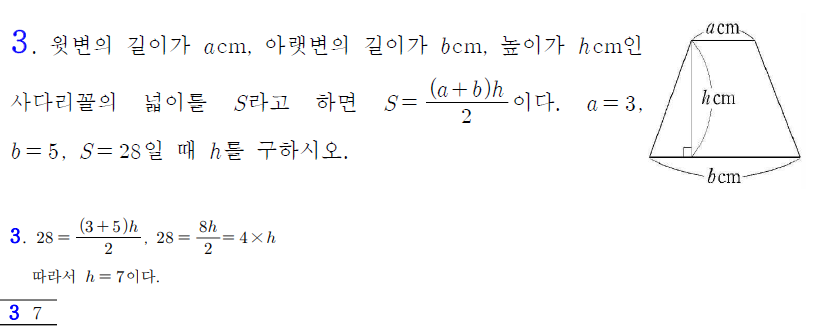 3. 윗변의 길이가 acm, 아랫변의 길이가 bcm, 높이가 hcm인
사다리꼴의 넓이를 S라고 하면 S=(a+b)h/2이다. a=3,
b=5, S=28일 때 h를 구하시오.
acm
hcm
bcm
3. 28=(3+5)h/2, 28=8h/2=4×h
따라서 h=7이다.
3 7